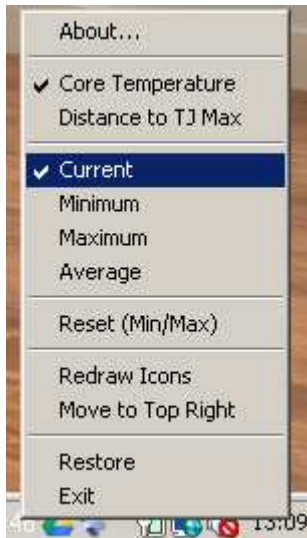 About...
Core Temperature
Distance to TJ Max
Current
Minimum
Maximum
Average
Reset (Min/Max)
Redraw Icons
Move to Top Right
Restore
Exit
13:09